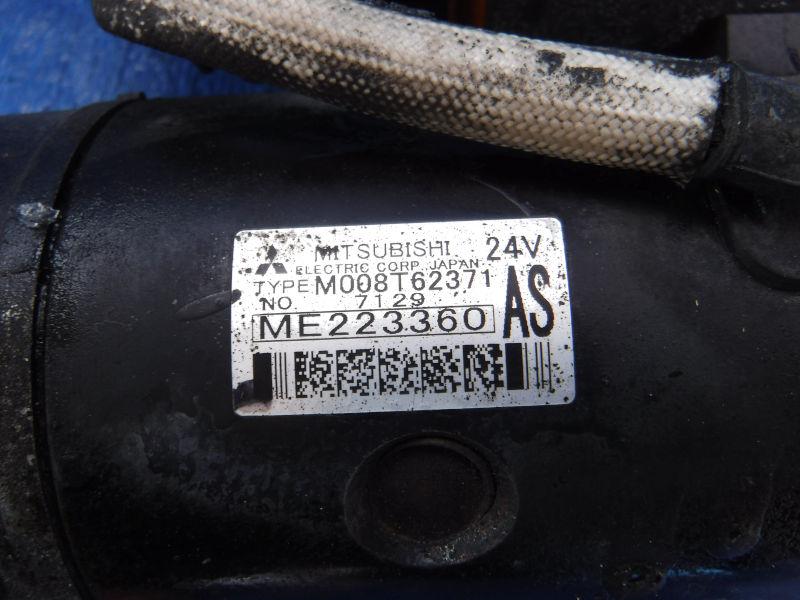 MITSUBISHI 24V
ELECTRIC CORP. JAPAN
TYPE M008T62371
NO. 7129 AS
ME223360